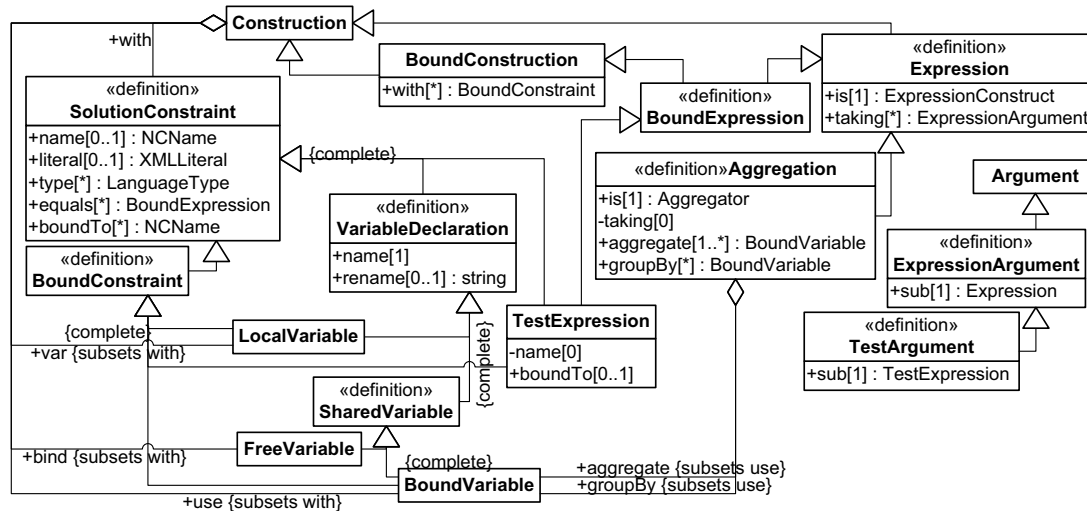 Construction
+with
«definition»
SolutionConstraint
+name[0..1] : NCName
+literal[0..1] : XMLLiteral
+type[*] : LanguageType
+equals[*] : BoundExpression
+boundTo[*] : NCName
BoundConstruction
+with[*] : BoundConstraint
«definition»
BoundExpression
«definition»
Expression
+is[1] : ExpressionConstruct
+taking[*] : ExpressionArgument
{complete}
«definition»Aggregation
+is[1] : Aggregator
-taking[0]
+aggregate[1..*] : BoundVariable
+groupBy[*] : BoundVariable
Argument
«definition»
VariableDeclaration
+name[1]
+rename[0..1] : string
«definition»
BoundConstraint
«definition»
ExpressionArgument
+sub[1] : Expression
{complete}
LocalVariable
+var {subsets with}
{complete}
TestExpression
-name[0]
+boundTo[0..1]
«definition»
TestArgument
+sub[1] : TestExpression
«definition»
SharedVariable
FreeVariable
+bind {subsets with}
{complete}
BoundVariable
+aggregate {subsets use}
+groupBy {subsets use}
+use {subsets with}